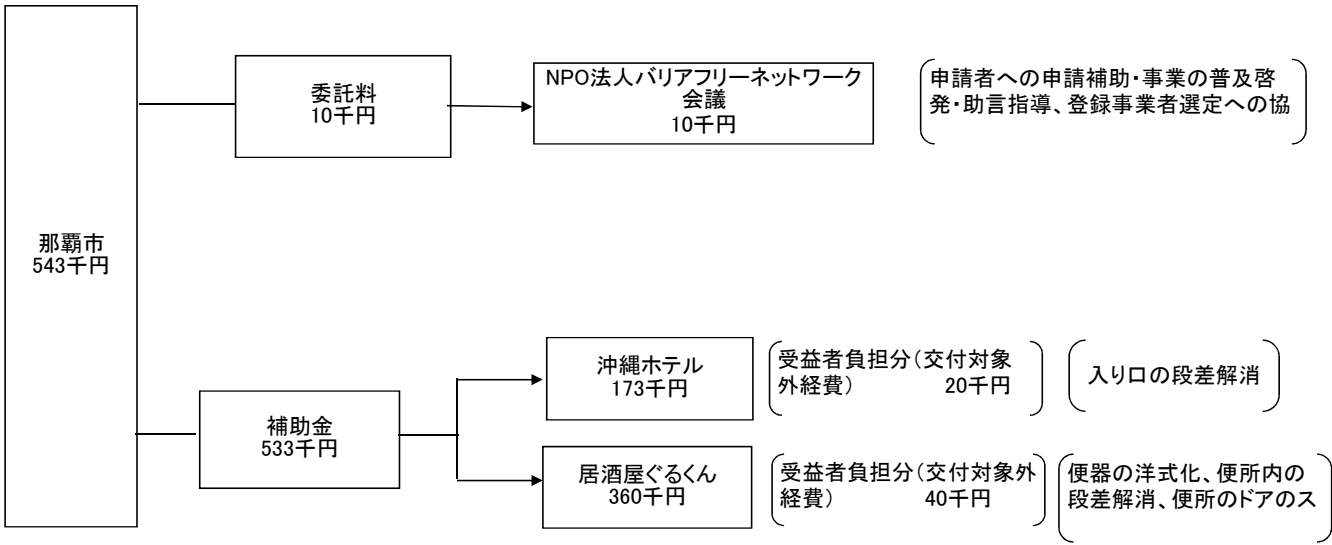 那覇市
543千円
委託料
10千円
NPO法人バリアフリーネットワーク
会議
10千円
申請者への申請補助・事業の普及啓
発・助言指導、登録事業者選定への協
補助金
533千円
沖縄ホテル
173千円
受益者負担分（交付対象
外経費） 20千円
入り口の段差解消
居酒屋ぐるくん
360千円
受益者負担分（交付対象外
経費） 40千円
便器の洋式化、便所内の
段差解消、便所のドアのス